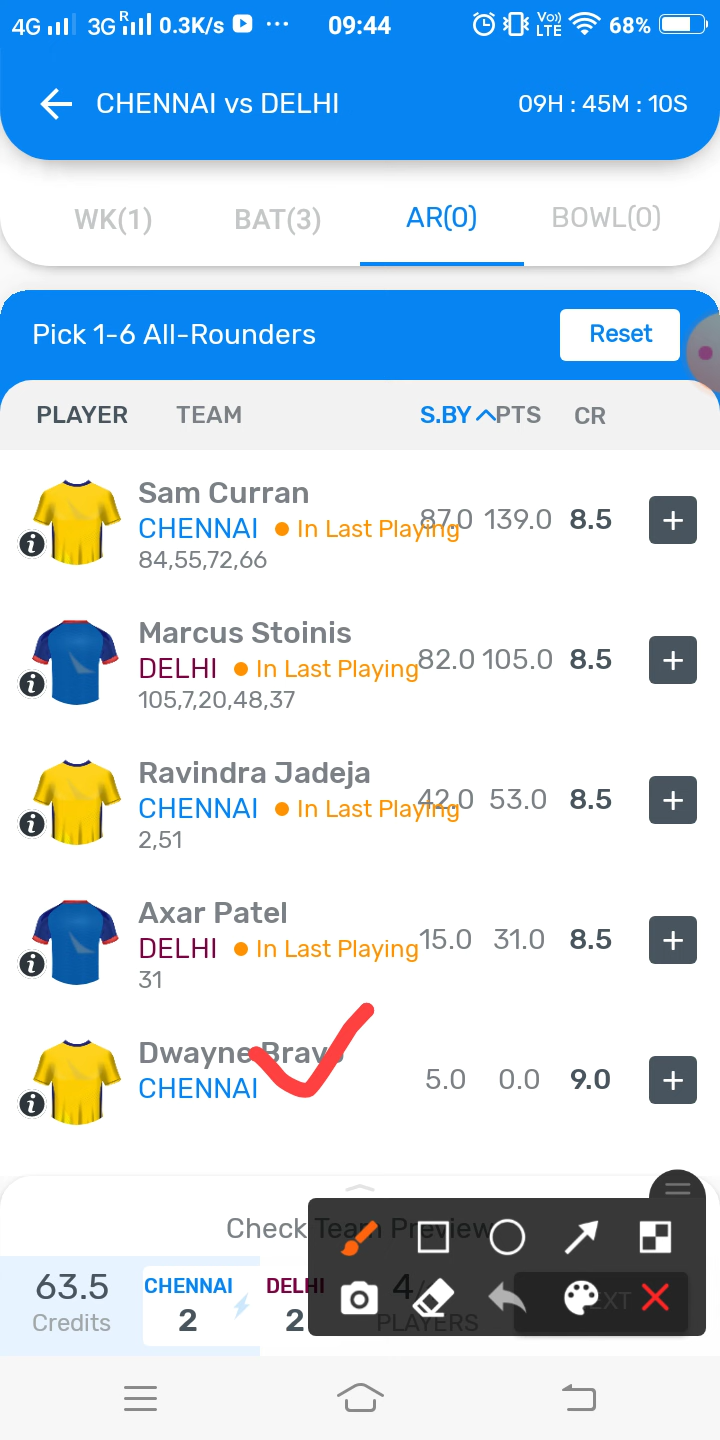 4G 3G R 0.3K/s ... 09:44 Vo)) LTE 68%
CHENNAI vs DELHI 09H : 45M : 10S
WK(1) BAT(3) AR(0) BOWL(0)
Pick 1-6 All-Rounders Reset
PLAYER TEAM S.BY PTS CR
Sam Curran
CHENNAI In Last Playing 87.0 139.0 8.5 +
84,55,72,66
Marcus Stoinis
DELHI In Last Playing 82.0 105.0 8.5 +
105,7,20,48,37
Ravindra Jadeja
CHENNAI In Last Playing 42.0 53.0 8.5 +
2,51
Axar Patel
DELHI In Last Playing 15.0 31.0 8.5 +
31
Dwayne Bravo
CHENNAI 5.0 0.0 9.0 +
Check Team Preview
63.5 CHENNAI DELHI 4/
Credits 2 2 PLAYERS